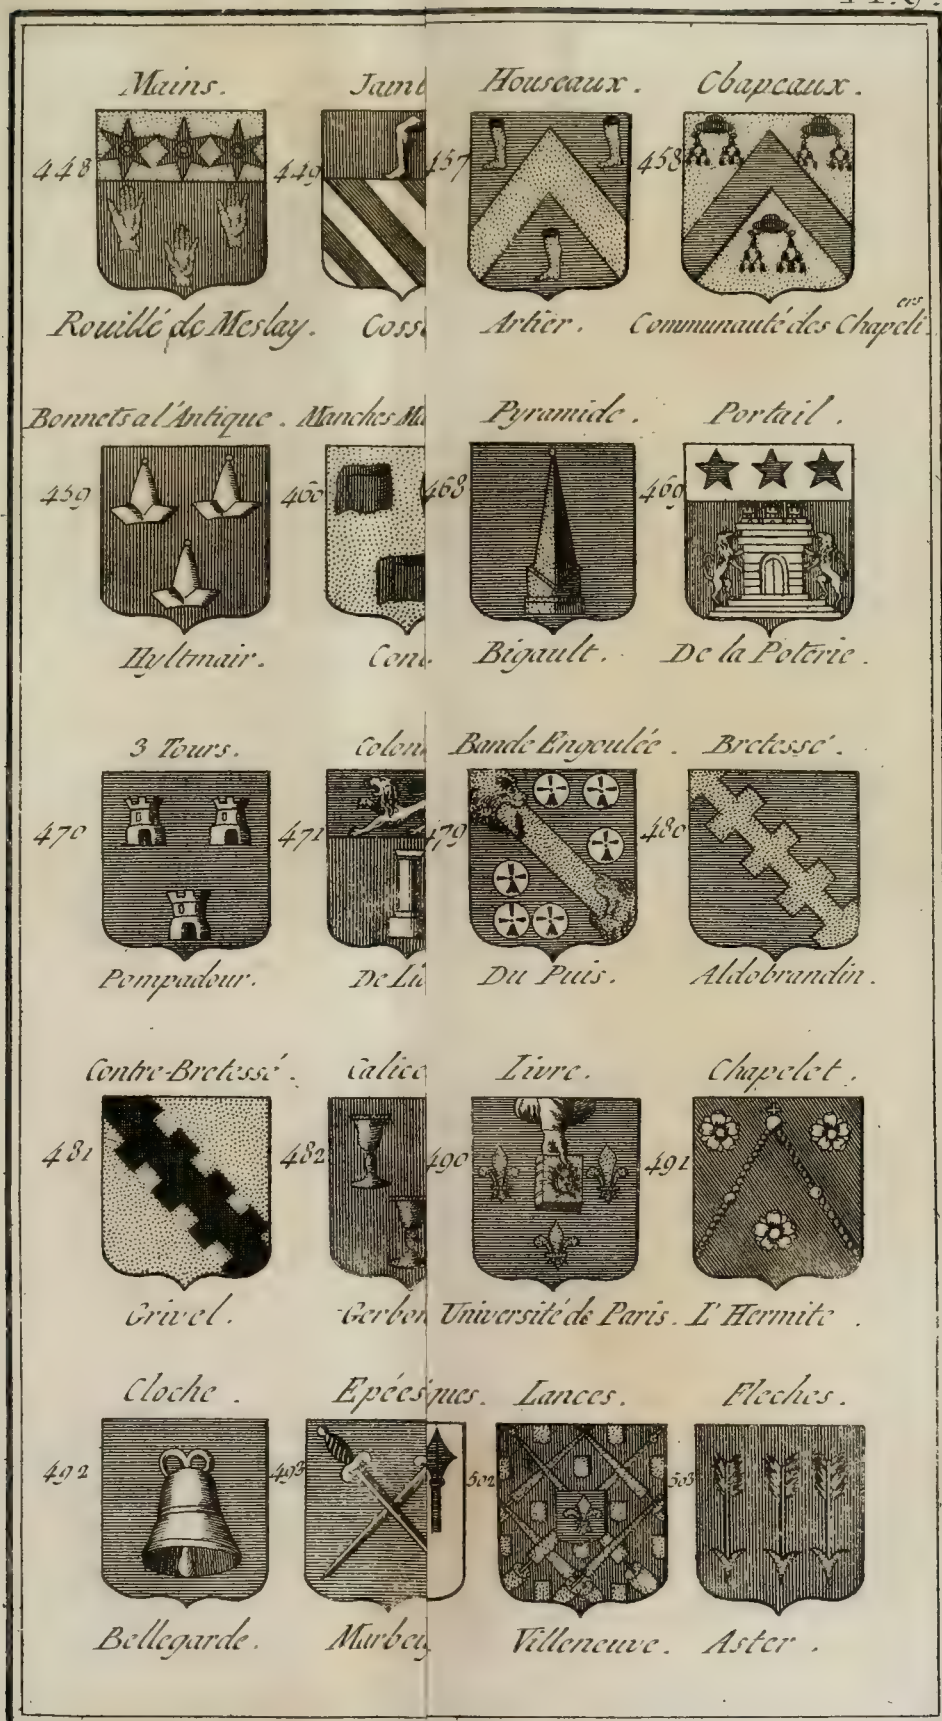 Mains. Jamb Houseaux. Chapeaux.
448 449 457 458
Rouillé de Meslay. Coss Artier. Communauté des Chapeliers.
Bonnets a l'Antique. Manches Ma Pyramide. Portail.
459 460 468 469
Hyltmair. Con Bigault. De la Poterie.
3 Tours. Colon Bande Engoulée. Bretessé.
470 471 479 480
Pompadour. De Lu Du Puis. Aldobrandin.
Contre-Bretessé. Calice Livre. Chapelet.
481 482 490 491
Grivel. Gerbon Université de Paris. L'Hermite.
Cloche. Epées ques. Lances. Fleches.
492 493 502 503
Bellegarde. Marbeu Villeneuve. Aster.